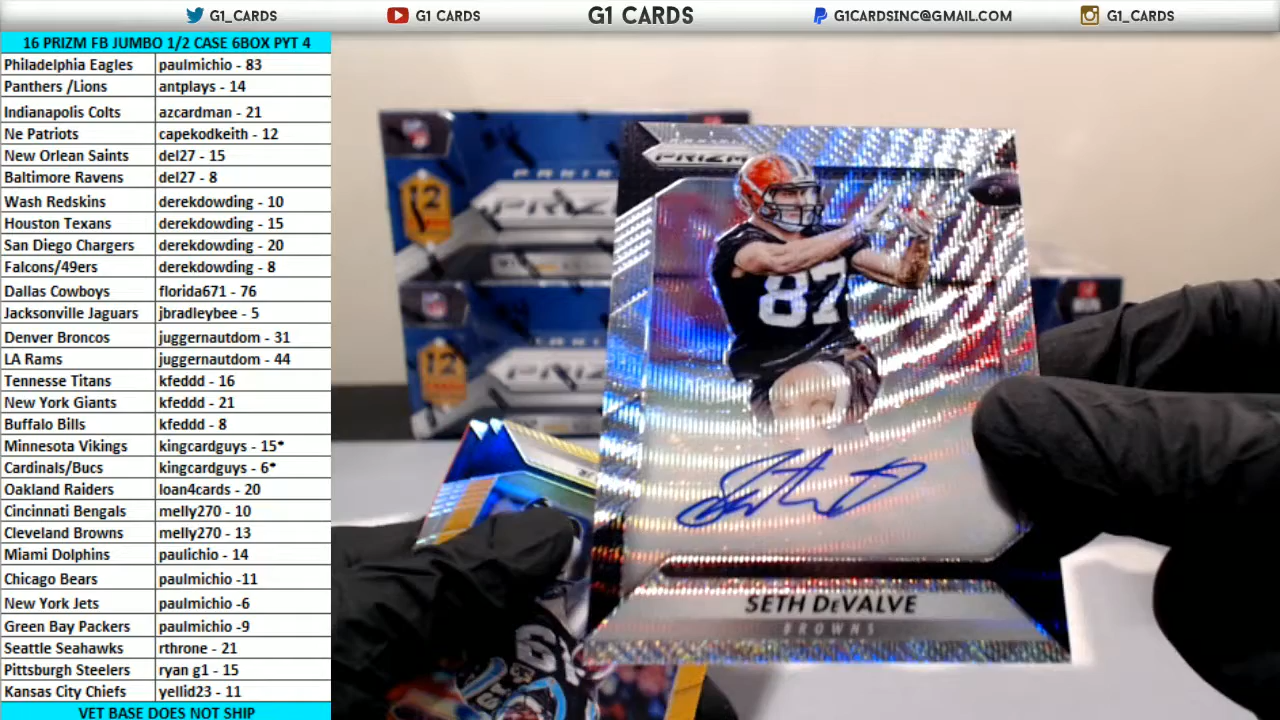 G1_CARDS
G1 CARDS
G1 CARDS
G1CARDSINC@GMAIL.COM
G1_CARDS
16 PRIZM FB JUMBO 1/2 CASE 6BOX PYT 4
Philadelphia Eagles paulmichio - 83
Panthers /Lions antplays - 14
Indianapolis Colts azcardman - 21
Ne Patriots capekodkeith - 12
New Orlean Saints del27 - 15
Baltimore Ravens del27 - 8
Wash Redskins derekdowding - 10
Houston Texans derekdowding - 15
San Diego Chargers derekdowding - 20
Falcons/49ers derekdowding - 8
Dallas Cowboys florida671 - 76
Jacksonville Jaguars jbradleybee - 5
Denver Broncos juggernautdom - 31
LA Rams juggernautdom - 44
Tennesse Titans kfeddd - 16
New York Giants kfeddd - 21
Buffalo Bills kfeddd - 8
Minnesota Vikings kingcardguys - 15*
Cardinals/Bucs kingcardguys - 6*
Oakland Raiders loan4cards - 20
Cincinnati Bengals melly270 - 10
Cleveland Browns melly270 - 13
Miami Dolphins paulichio - 14
Chicago Bears paulmichio -11
New York Jets paulmichio -6
Green Bay Packers paulmichio -9
Seattle Seahawks rthrone - 21
Pittsburgh Steelers ryan g1 - 15
Kansas City Chiefs yellid23 - 11
VET BASE DOES NOT SHIP
PANINI
PRIZM
12
NFL
PRIZM
87
SETH DeVALVE
BROWNS
12